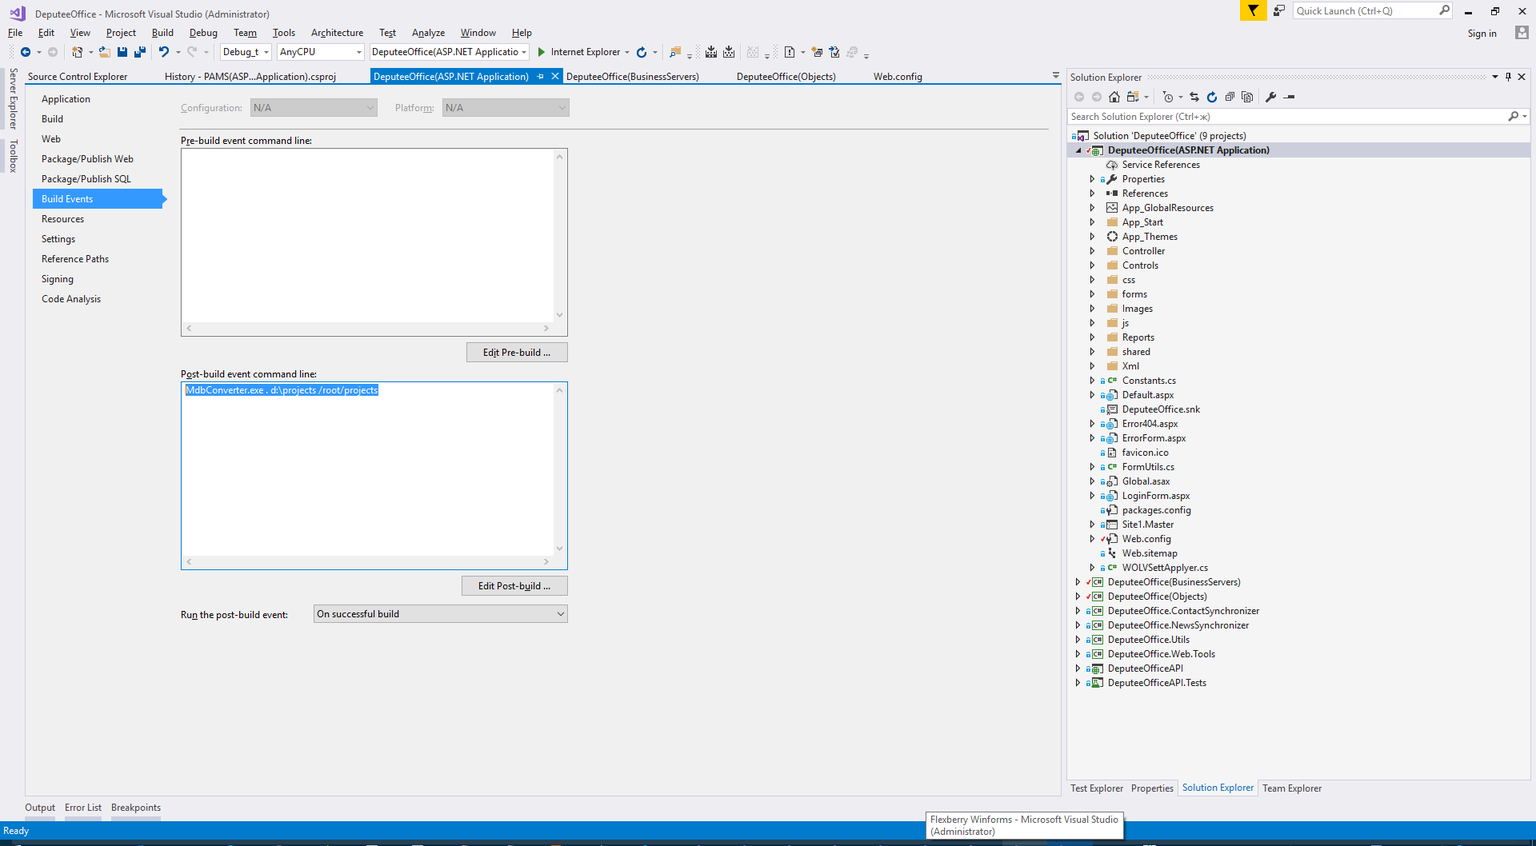 DeputeeOffice - Microsoft Visual Studio (Administrator)
Quick Launch (Ctrl+Q)
File Edit View Project Build Debug Team Tools Architecture Test Analyze Window Help
Sign in
Debug_t AnyCPU DeputeeOffice(ASP.NET Applicatio Internet Explorer
Server Explorer
Toolbox
Source Control Explorer History - PAMS(ASP...Application).csproj DeputeeOffice(ASP.NET Application) DeputeeOffice(BusinessServers) DeputeeOffice(Objects) Web.config
Application
Build
Web
Package/Publish Web
Package/Publish SQL
Build Events
Resources
Settings
Reference Paths
Signing
Code Analysis
Configuration: N/A Platform: N/A
Pre-build event command line:
Edit Pre-build ...
Post-build event command line:
MdbConverter.exe . d:\projects /root/projects
Edit Post-build ...
Run the post-build event: On successful build
Solution Explorer
Search Solution Explorer (Ctrl+ж)
Solution 'DeputeeOffice' (9 projects)
DeputeeOffice(ASP.NET Application)
Service References
Properties
References
App_GlobalResources
App_Start
App_Themes
Controller
Controls
css
forms
Images
js
Reports
shared
Xml
Constants.cs
Default.aspx
DeputeeOffice.snk
Error404.aspx
ErrorForm.aspx
favicon.ico
FormUtils.cs
Global.asax
LoginForm.aspx
packages.config
Site1.Master
Web.config
Web.sitemap
WOLVSettApplyer.cs
DeputeeOffice(BusinessServers)
DeputeeOffice(Objects)
DeputeeOffice.ContactSynchronizer
DeputeeOffice.NewsSynchronizer
DeputeeOffice.Utils
DeputeeOffice.Web.Tools
DeputeeOfficeAPI
DeputeeOfficeAPI.Tests
Test Explorer Properties Solution Explorer Team Explorer
Output Error List Breakpoints
Flexberry Winforms - Microsoft Visual Studio
(Administrator)
Ready